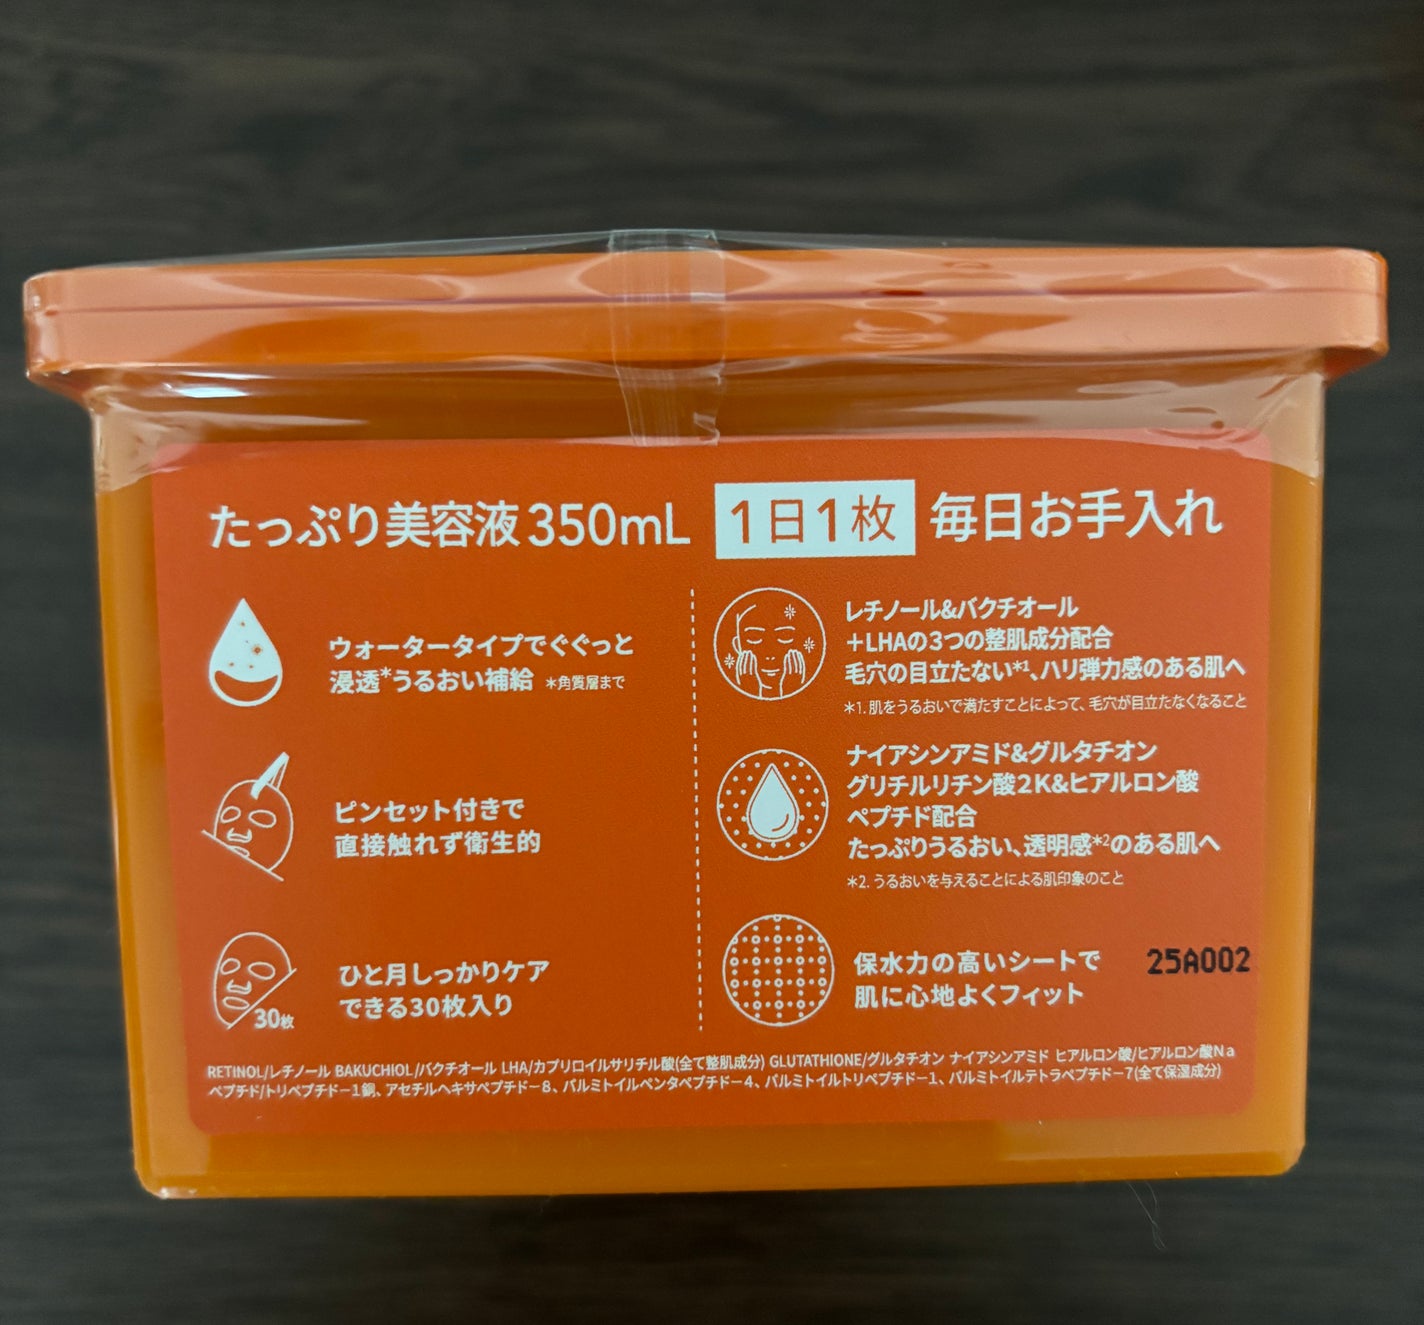 たっぷり美容液350mL 1日1枚 毎日お手入れ
ウォータータイプでぐぐっと
浸透*うるおい補給 *角質層まで
ピンセット付きで
直接触れず衛生的
30枚
ひと月しっかりケア
できる30枚入り
レチノール&バクチオール
+LHAの3つの整肌成分配合
毛穴の目立たない*1、ハリ弾力感のある肌へ
*1. 肌をうるおいで満たすことによって、毛穴が目立たなくなること
ナイアシンアミド&グルタチオン
グリチルリチン酸2K&ヒアルロン酸
ペプチド配合
たっぷりうるおい、透明感*2のある肌へ
*2. うるおいを与えることによる肌印象のこと
保水力の高いシートで
肌に心地よくフィット
25A002
RETINOL/レチノール BAKUCHIOL/バクチオール LHA/カプリロイルサリチル酸(全て整肌成分) GLUTATHIONE/グルタチオン ナイアシンアミド ヒアルロン酸/ヒアルロン酸Na
ペプチド/トリペプチド-1銅、アセチルヘキサペプチド-8、パルミトイルペンタペプチド-4、パルミトイルトリペプチド-1、パルミトイルテトラペプチド-7(全て保湿成分)